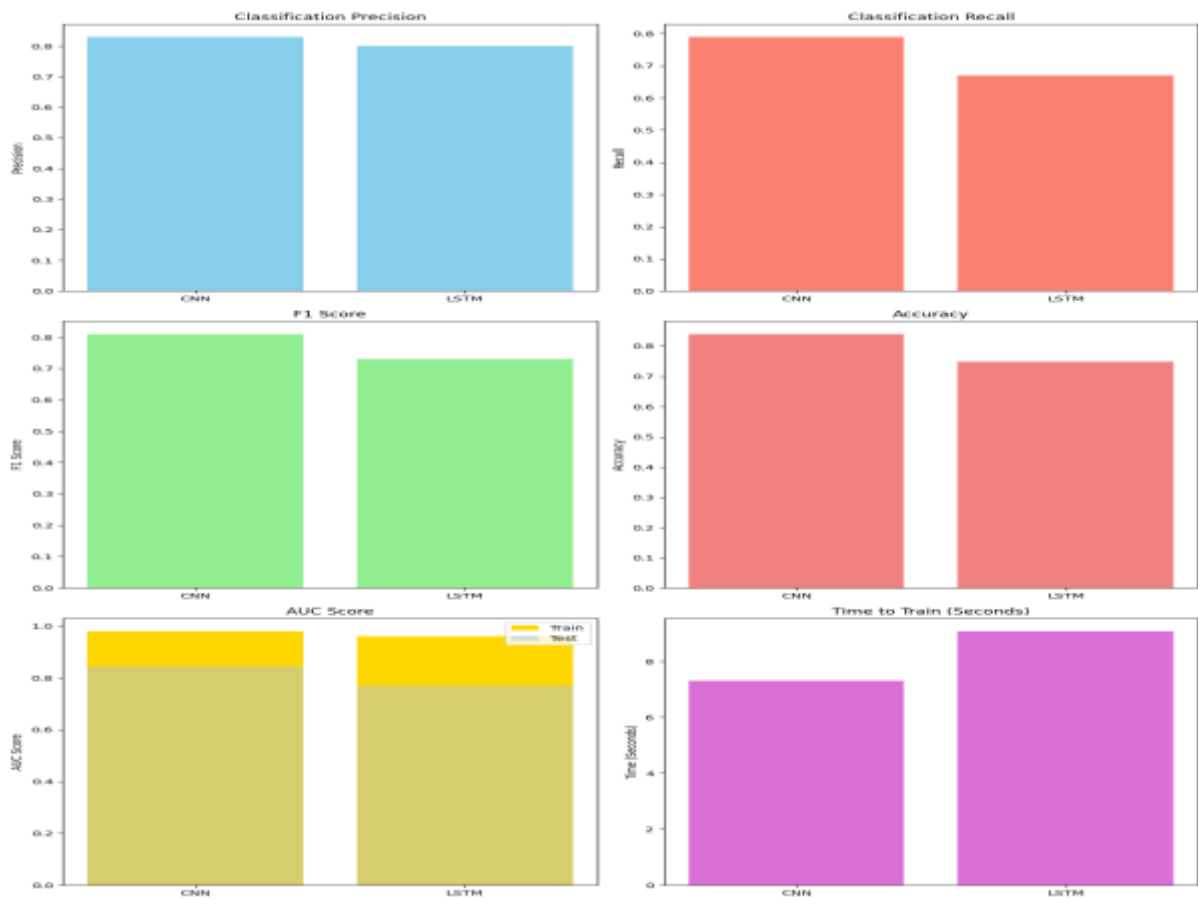 Classification Precision
Precision
0.8
0.7
0.6
0.5
0.4
0.3
0.2
0.1
0.0
CNN
LSTM
Classification Recall
Recall
0.8
0.7
0.6
0.5
0.4
0.3
0.2
0.1
0.0
CNN
LSTM
F1 Score
F1 Score
0.8
0.7
0.6
0.5
0.4
0.3
0.2
0.1
0.0
CNN
LSTM
Accuracy
Accuracy
0.8
0.7
0.6
0.5
0.4
0.3
0.2
0.1
0.0
CNN
LSTM
AUC Score
AUC Score
1.0
0.8
0.6
0.4
0.2
0.0
Train
Test
CNN
LSTM
Time to Train (Seconds)
Time (Seconds)
8
6
4
2
0
CNN
LSTM